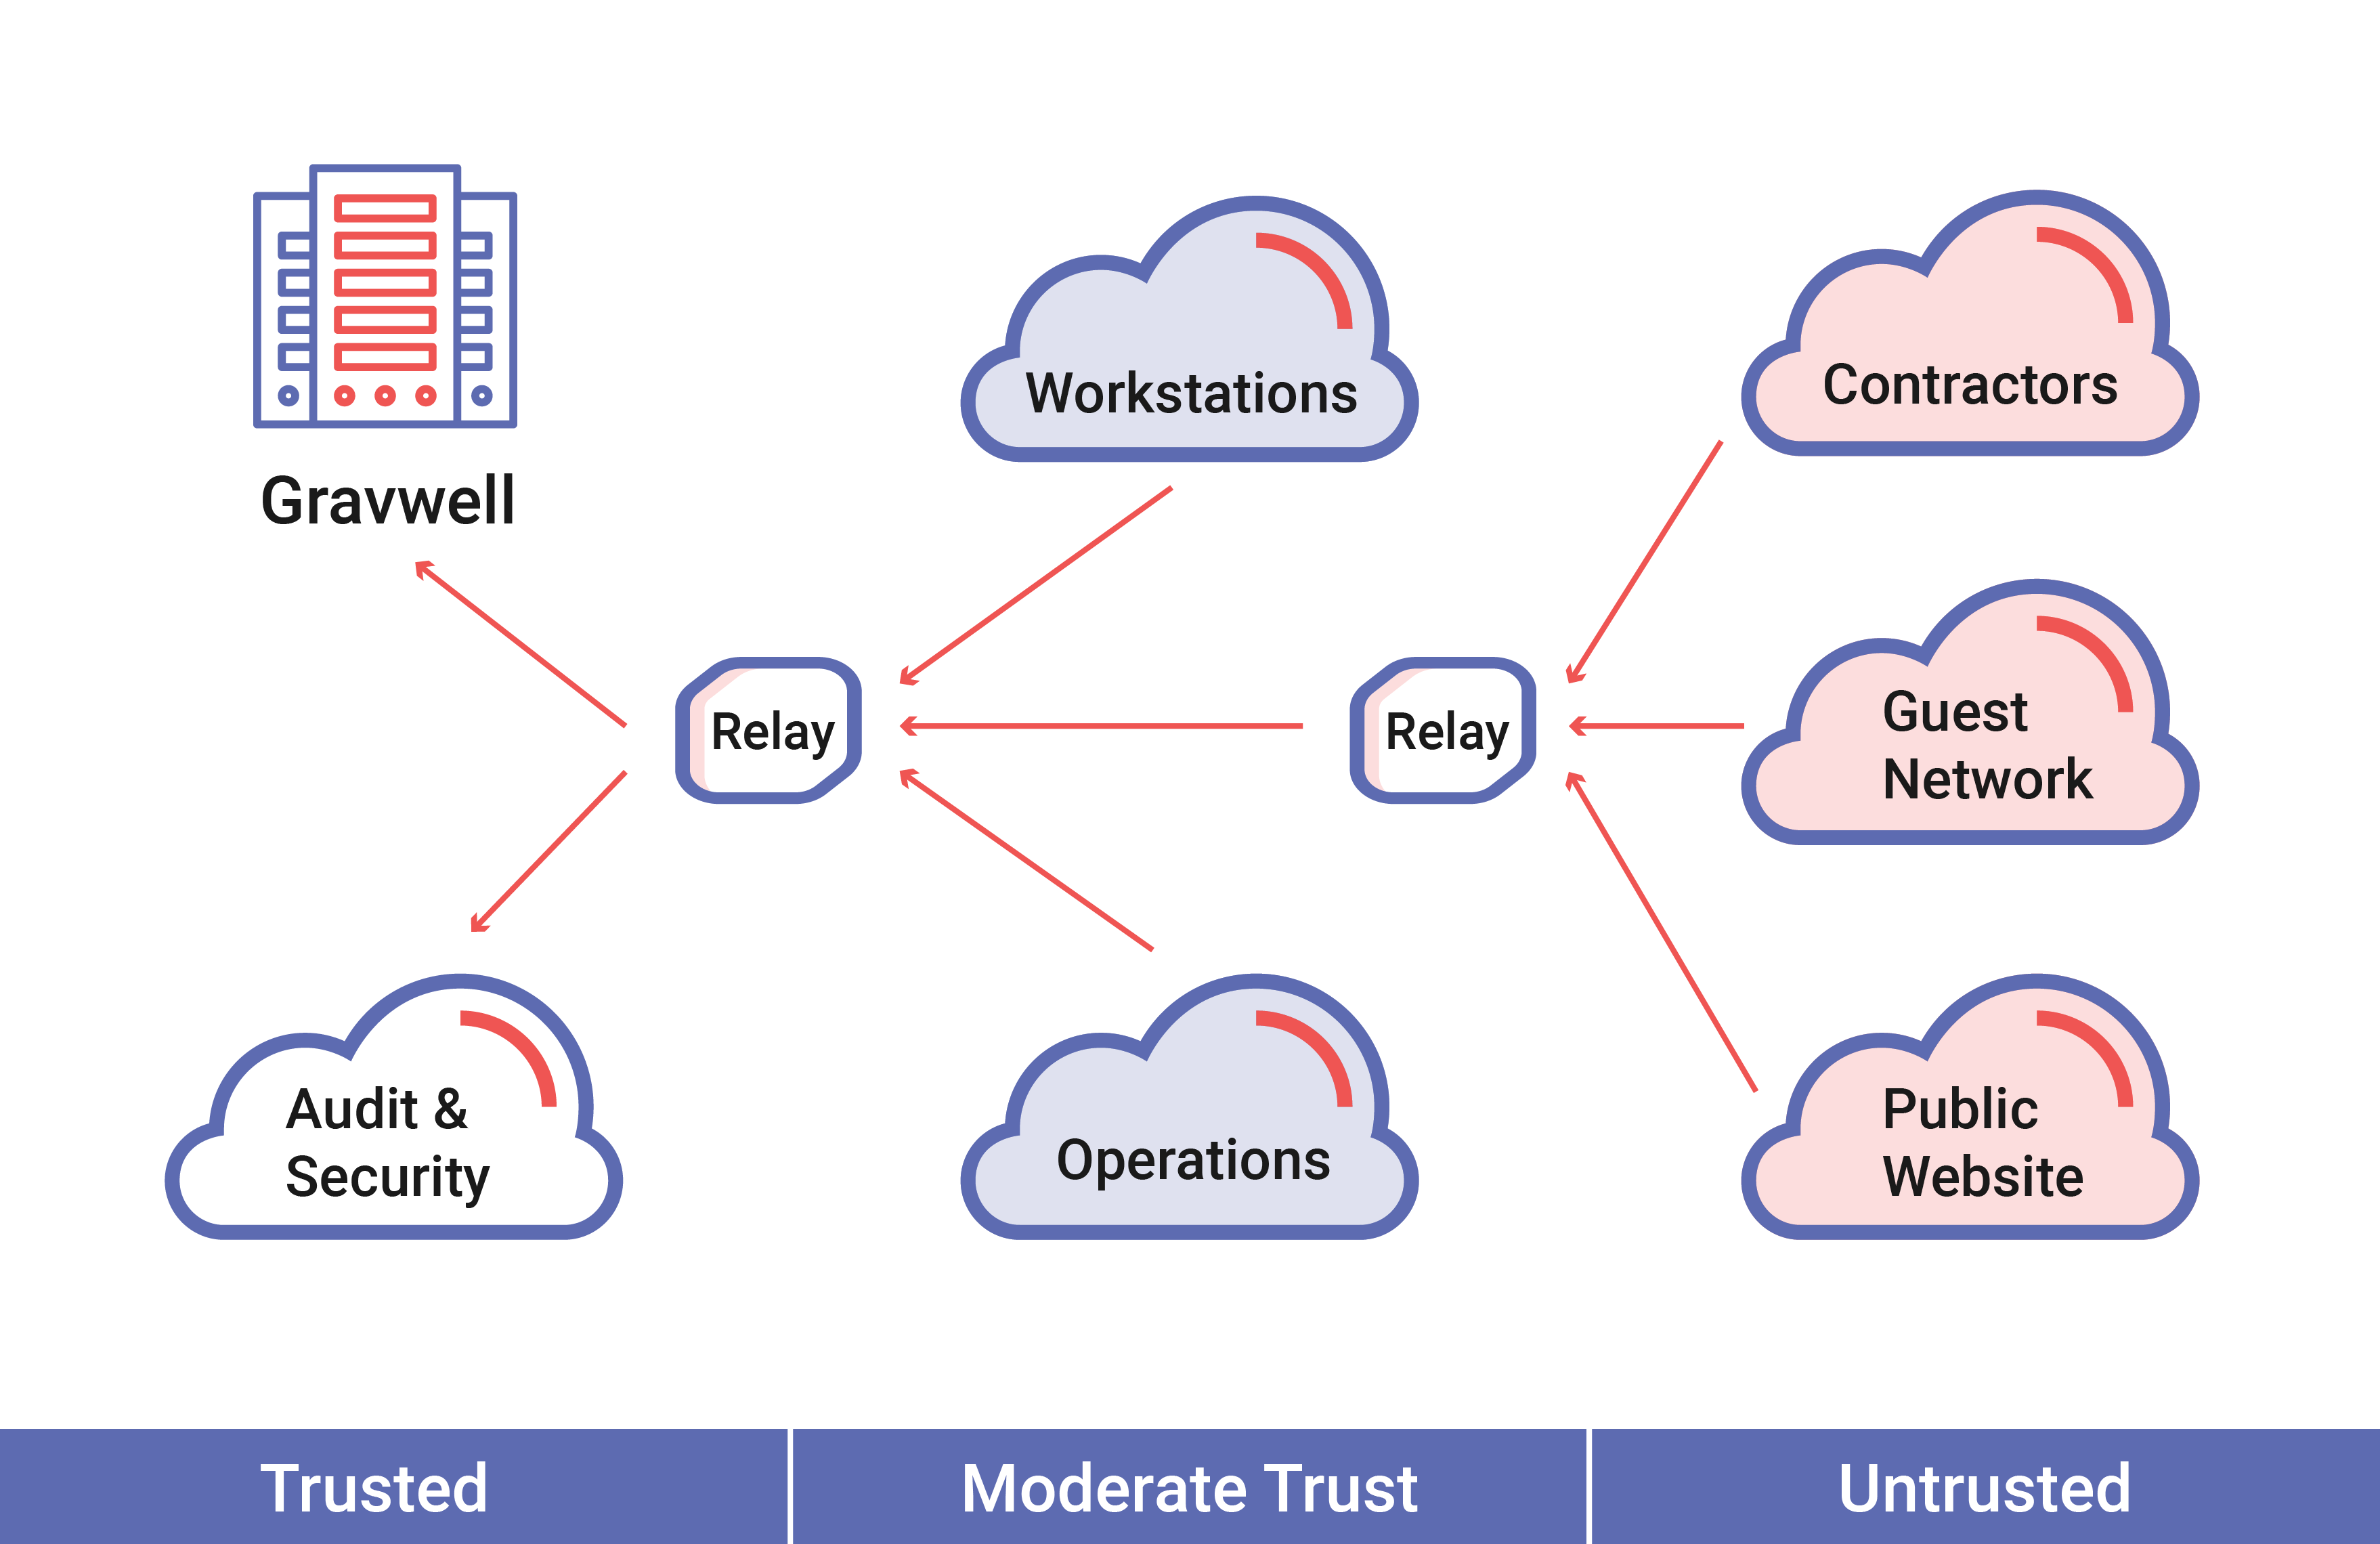 Gravwell
Workstations
Contractors
Relay
Relay
Guest
Network
Audit &
Security
Operations
Public
Website
Trusted
Moderate Trust
Untrusted